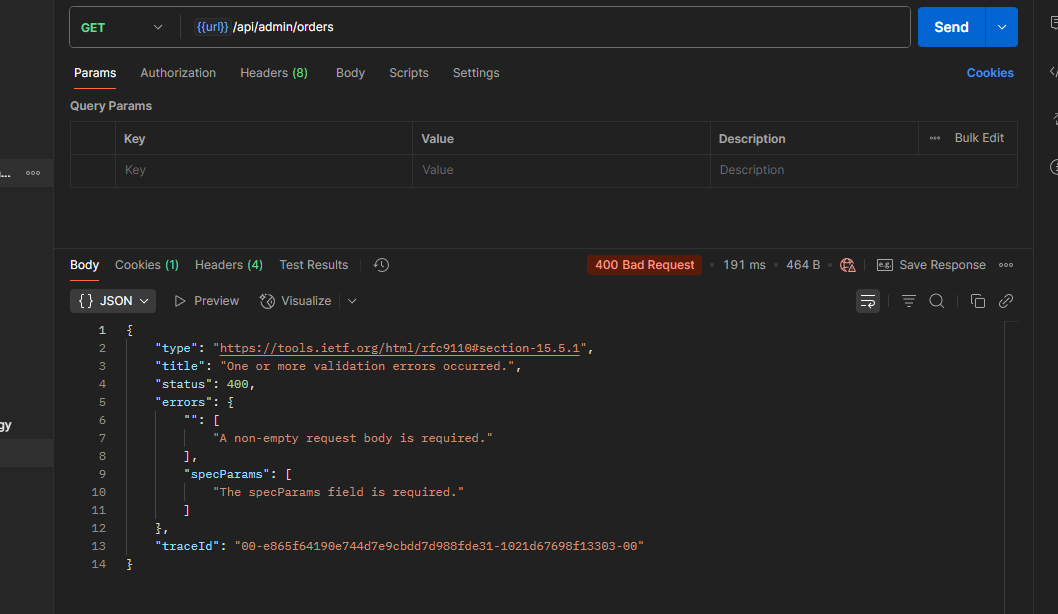 GET {{url}} /api/admin/orders Send
Params Authorization Headers (8) Body Scripts Settings Cookies
Query Params
Key Value Description ••• Bulk Edit
Key Value Description
... 
Body Cookies (1) Headers (4) Test Results 400 Bad Request • 191 ms • 464 B • e.g. Save Response
{} JSON Preview Visualize
1 {
2 "type": "https://tools.ietf.org/html/rfc9110#section-15.5.1",
3 "title": "One or more validation errors occurred.",
4 "status": 400,
5 "errors": {
6 "": [
7 "A non-empty request body is required."
8 ],
9 "specParams": [
10 "The specParams field is required."
11 ]
12 },
13 "traceId": "00-e865f64190e744d7e9cbdd7d988fde31-1021d67698f13303-00"
14 }
gy